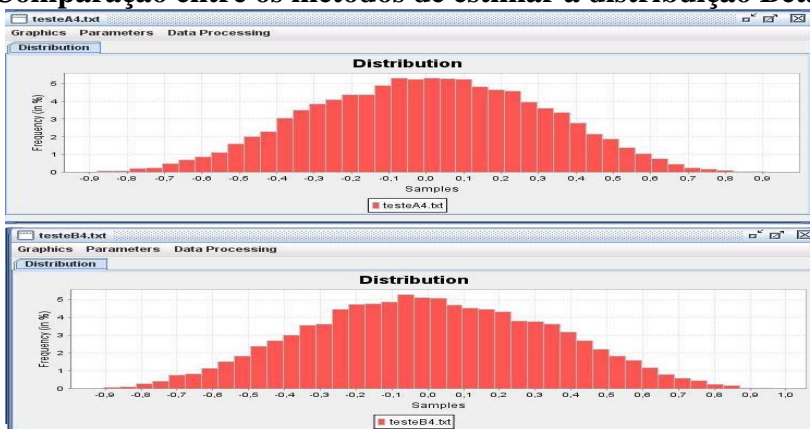 Comparação entre os métodos de estimar a distribuição
testeA4.txt
Graphics Parameters Data Processing
Distribution
Distribution
Frequency (in %)
5
4
3
2
1
0
-0,9 -0,8 -0,7 -0,6 -0,5 -0,4 -0,3 -0,2 -0,1 0,0 0,1 0,2 0,3 0,4 0,5 0,6 0,7 0,8 0,9
Samples
testeA4.txt
testeB4.txt
Graphics Parameters Data Processing
Distribution
Distribution
Frequency (in %)
5
4
3
2
1
0
-0,9 -0,8 -0,7 -0,6 -0,5 -0,4 -0,3 -0,2 -0,1 0,0 0,1 0,2 0,3 0,4 0,5 0,6 0,7 0,8 0,9 1,0
Samples
testeB4.txt